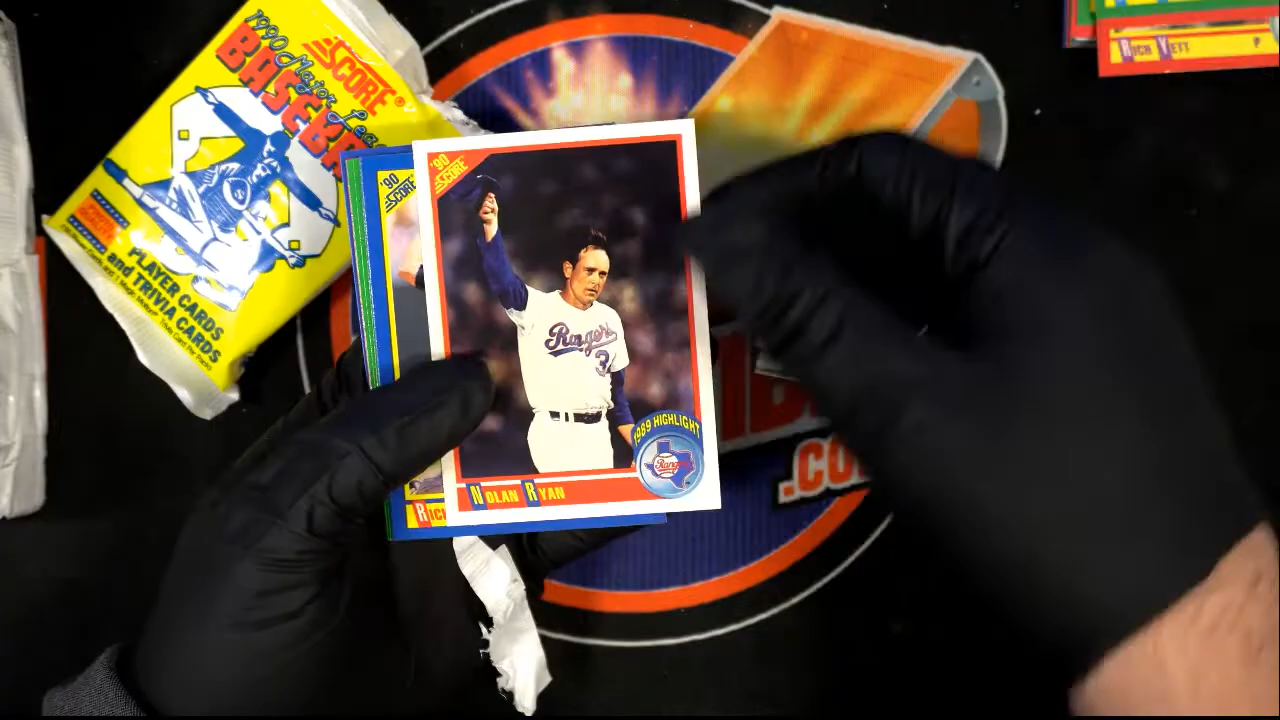 1990 Major Lea
SCORE®
BASEBA
PLAYER CARDS
and TRIVIA CARDS
'90
SCORE
'90
SCORE
Rangers
3
1989 HIGHLIGHT
Rangers
NOLAN RYAN
RIC
RICH YETT P
.CO